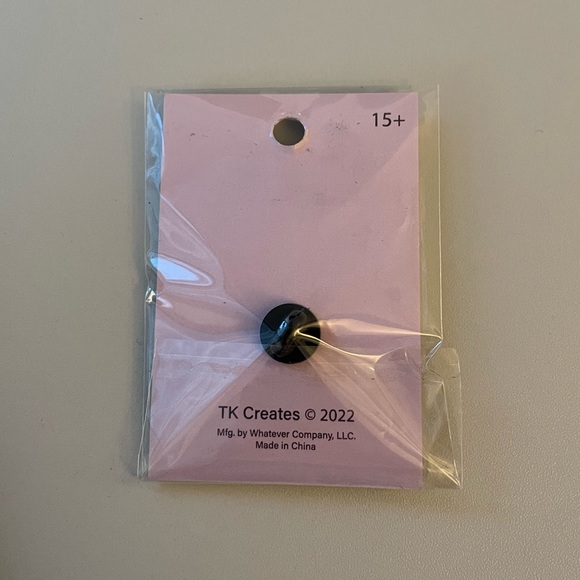 15+
TK Creates © 2022
Mfg. by Whatever Company, LLC.
Made in China